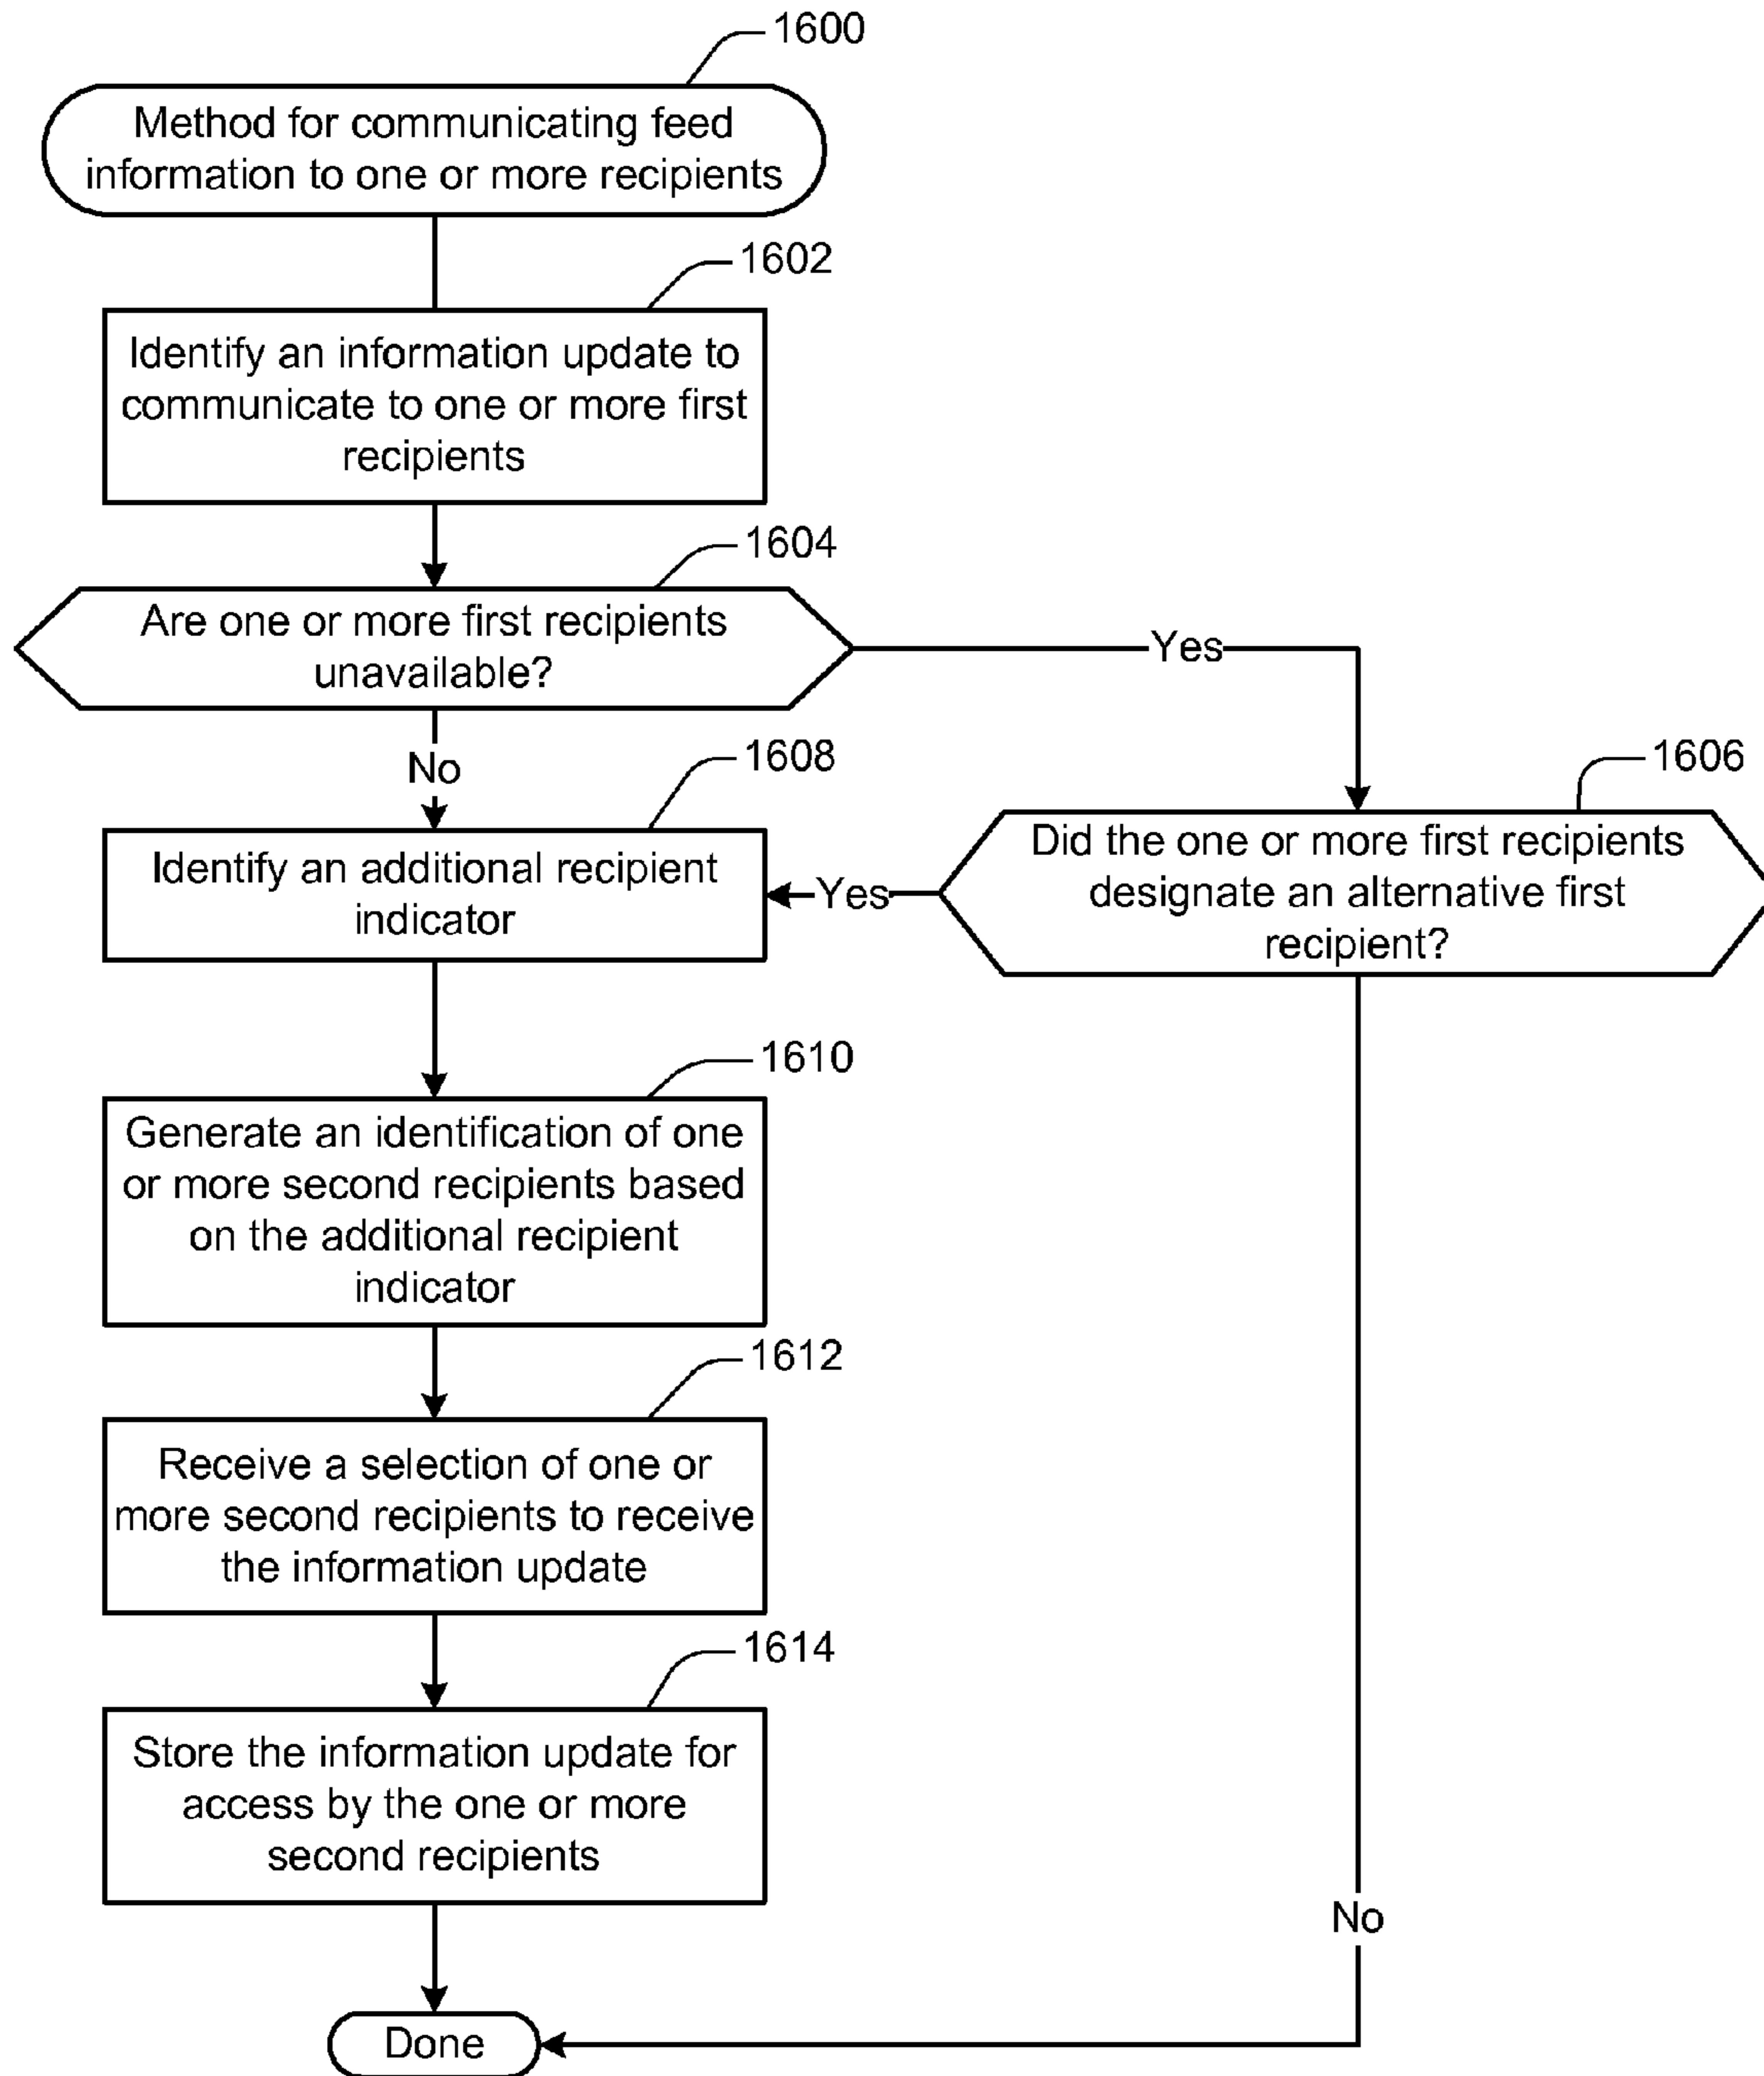 1600
Method for communicating feed
information to one or more recipients
1602
Identify an information update to
communicate to one or more first
recipients
1604
Are one or more first recipients
unavailable?
Yes
No
1608
1606
Identify an additional recipient
indicator
Yes
Did the one or more first recipients
designate an alternative first
recipient?
1610
Generate an identification of one
or more second recipients based
on the additional recipient
indicator
1612
Receive a selection of one or
more second recipients to receive
the information update
1614
Store the information update for
access by the one or more
second recipients
No
Done